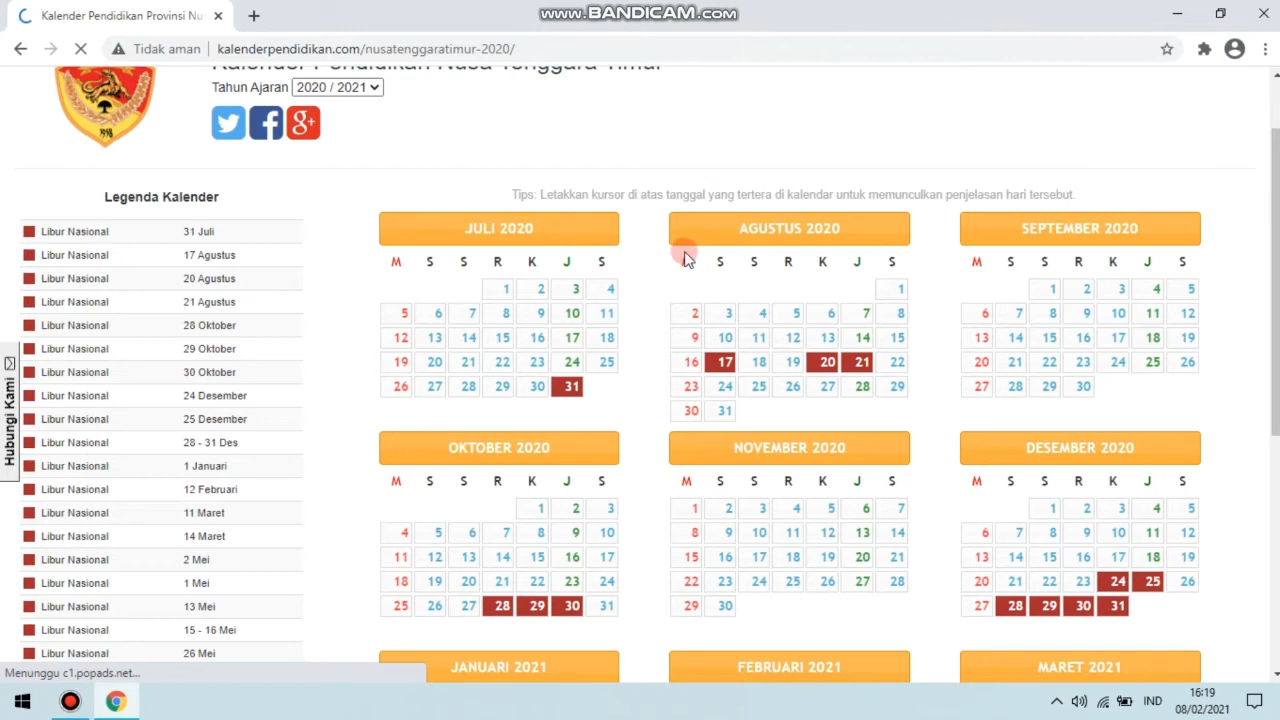 www.BANDICAM.com
Kalender Pendidikan Provinsi Nu
Tidak aman
kalenderpendidikan.com/nusatenggaratimur-2020/
Kalender Pendidikan Nusa Tenggara Timur
Tahun Ajaran 2020 / 2021
1958
Legenda Kalender
Libur Nasional 31 Juli
Libur Nasional 17 Agustus
Libur Nasional 20 Agustus
Libur Nasional 21 Agustus
Libur Nasional 28 Oktober
Libur Nasional 29 Oktober
Libur Nasional 30 Oktober
Libur Nasional 24 Desember
Libur Nasional 25 Desember
Libur Nasional 28 - 31 Des
Libur Nasional 1 Januari
Libur Nasional 12 Februari
Libur Nasional 11 Maret
Libur Nasional 14 Maret
Libur Nasional 2 Mei
Libur Nasional 1 Mei
Libur Nasional 13 Mei
Libur Nasional 15 - 16 Mei
Libur Nasional 26 Mei
Hubungi Kami
Tips: Letakkan kursor di atas tanggal yang tertera di kalendar untuk memunculkan penjelasan hari tersebut.
JULI 2020
M S S R K J S
1 2 3 4
5 6 7 8 9 10 11
12 13 14 15 16 17 18
19 20 21 22 23 24 25
26 27 28 29 30 31
AGUSTUS 2020
S S R K J S
1
2 3 4 5 6 7 8
9 10 11 12 13 14 15
16 17 18 19 20 21 22
23 24 25 26 27 28 29
30 31
SEPTEMBER 2020
M S S R K J S
1 2 3 4 5
6 7 8 9 10 11 12
13 14 15 16 17 18 19
20 21 22 23 24 25 26
27 28 29 30
OKTOBER 2020
M S S R K J S
1 2 3
4 5 6 7 8 9 10
11 12 13 14 15 16 17
18 19 20 21 22 23 24
25 26 27 28 29 30 31
NOVEMBER 2020
M S S R K J S
1 2 3 4 5 6 7
8 9 10 11 12 13 14
15 16 17 18 19 20 21
22 23 24 25 26 27 28
29 30
DESEMBER 2020
M S S R K J S
1 2 3 4 5
6 7 8 9 10 11 12
13 14 15 16 17 18 19
20 21 22 23 24 25 26
27 28 29 30 31
JANUARI 2021
FEBRUARI 2021
MARET 2021
Menunggu c1.popads.net...
IND
16:19
08/02/2021